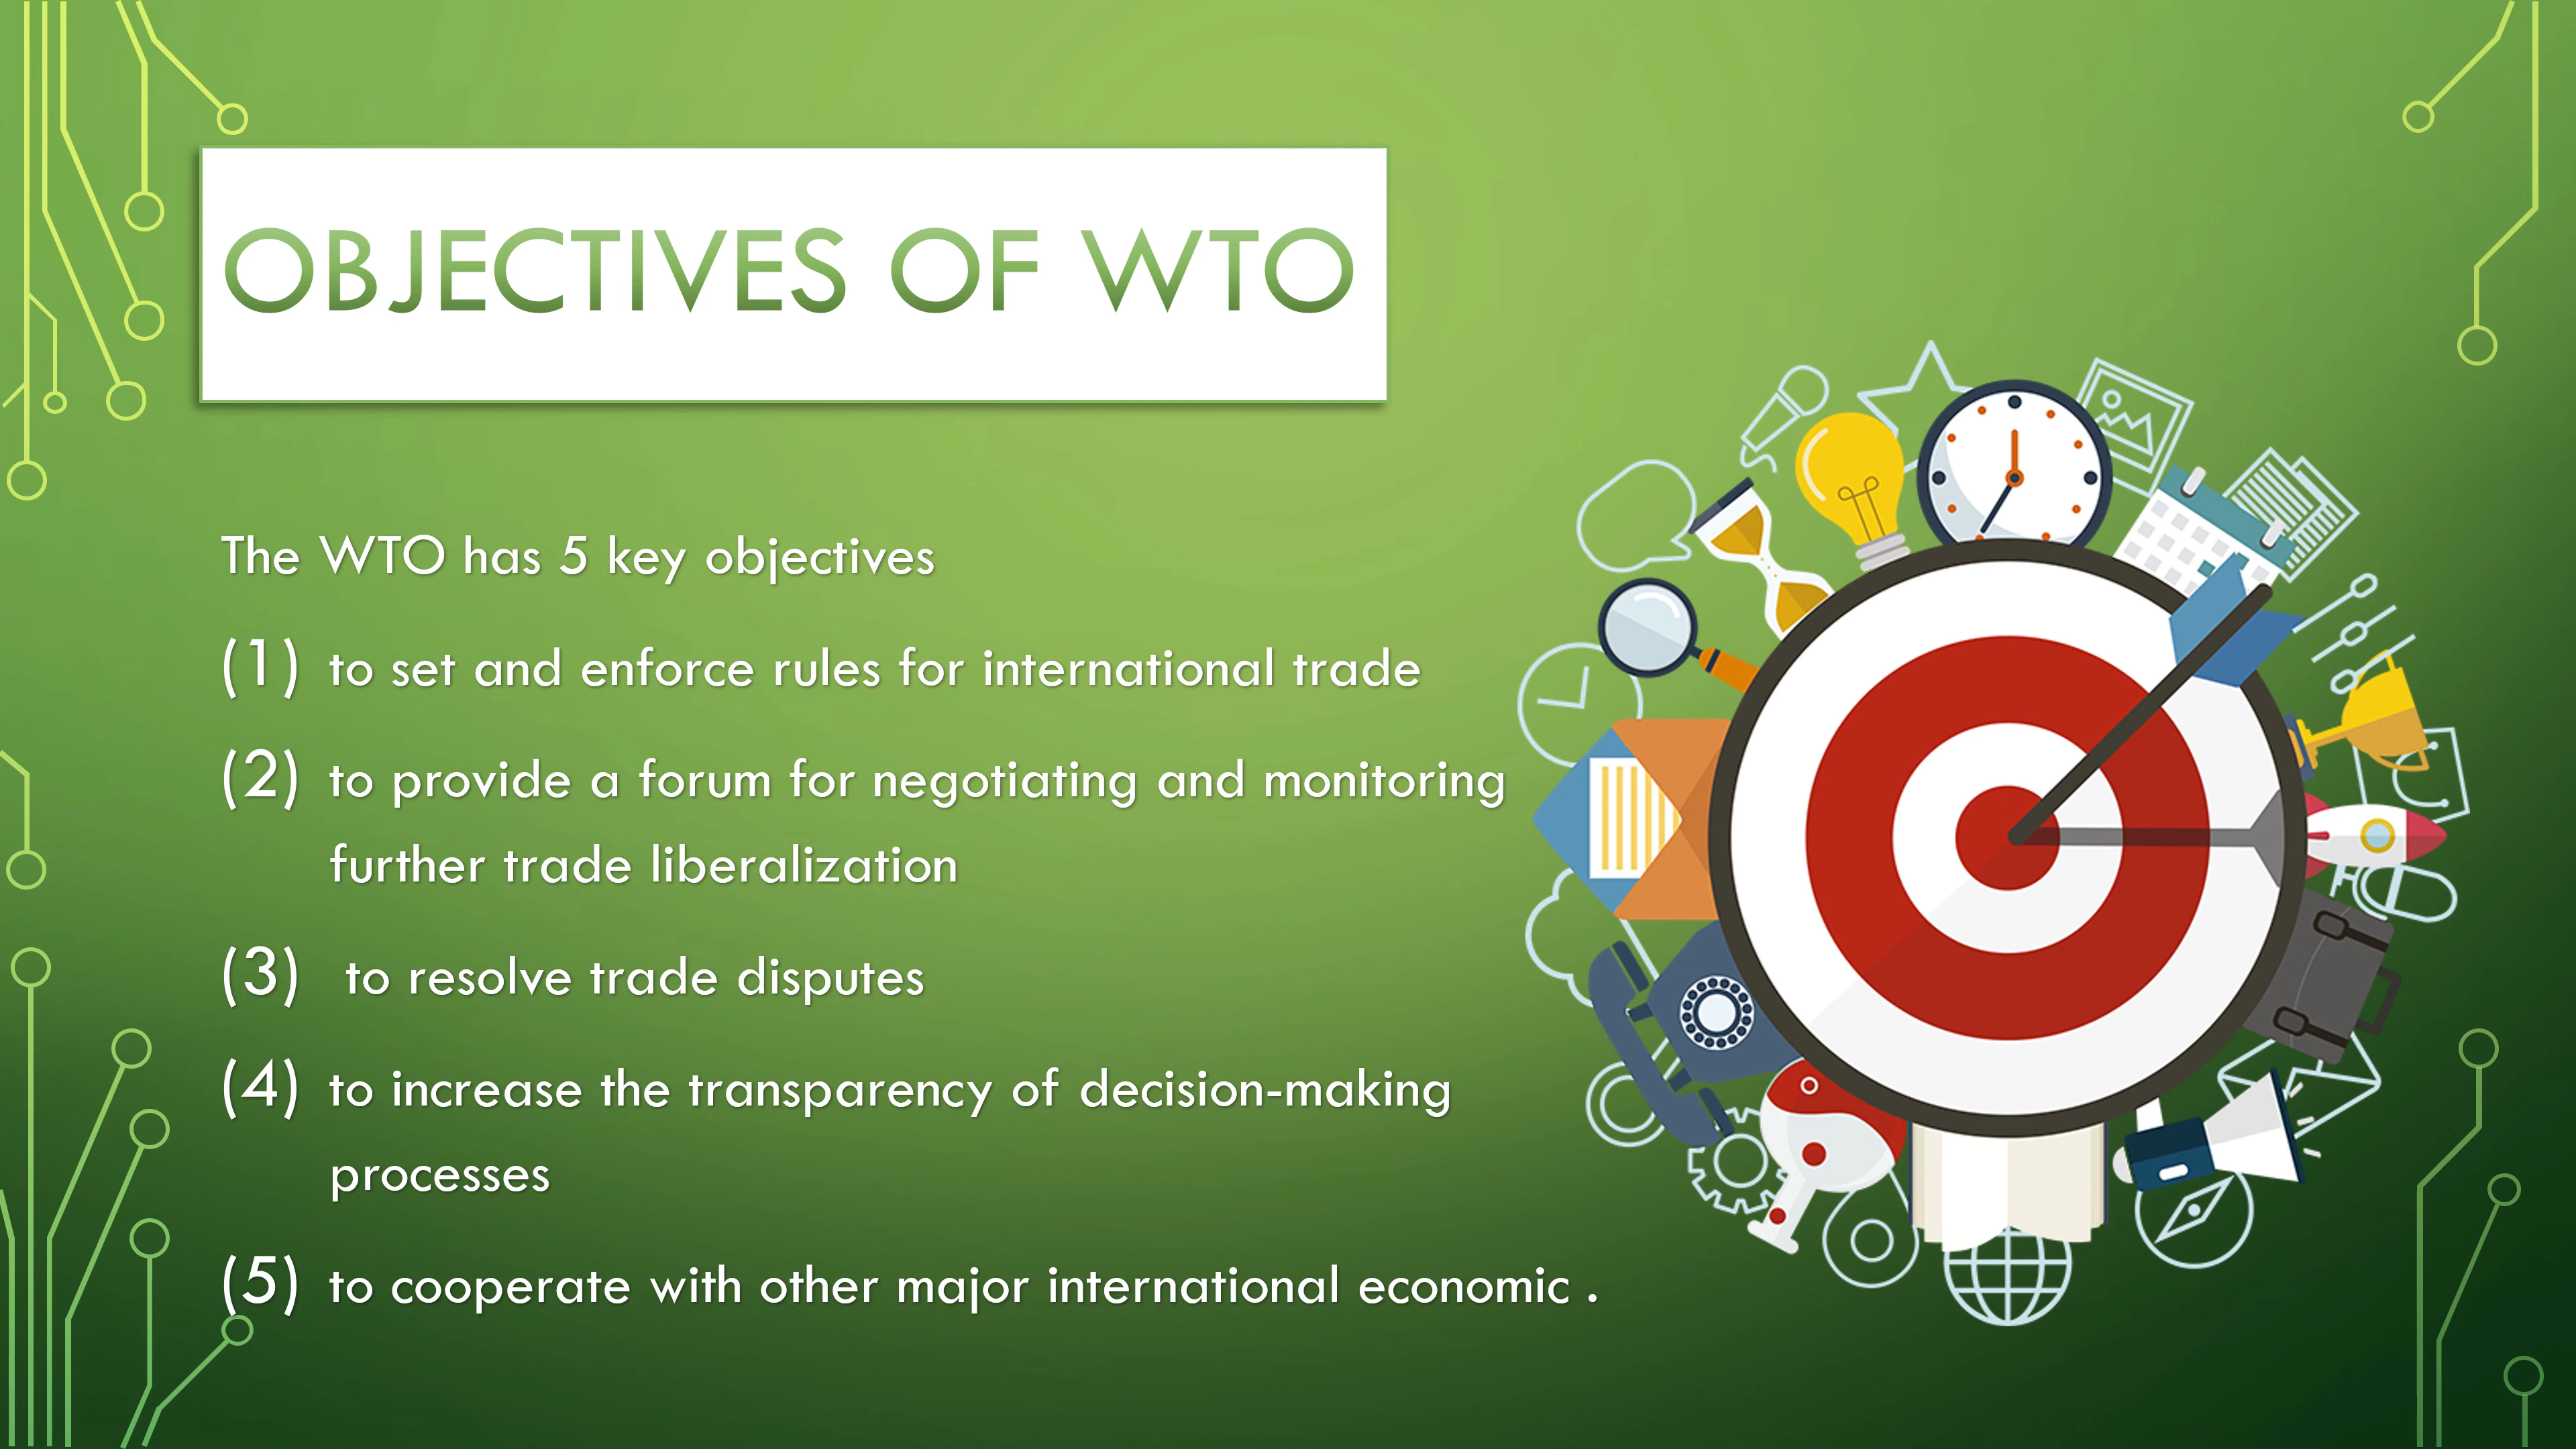 OBJECTIVES OF WTO
The WTO has 5 key objectives
(1) to set and enforce rules for international trade
(2) to provide a forum for negotiating and monitoring
further trade liberalization
(3) to resolve trade disputes
(4) to increase the transparency of decision-making
processes
(5) to cooperate with other major international economic .